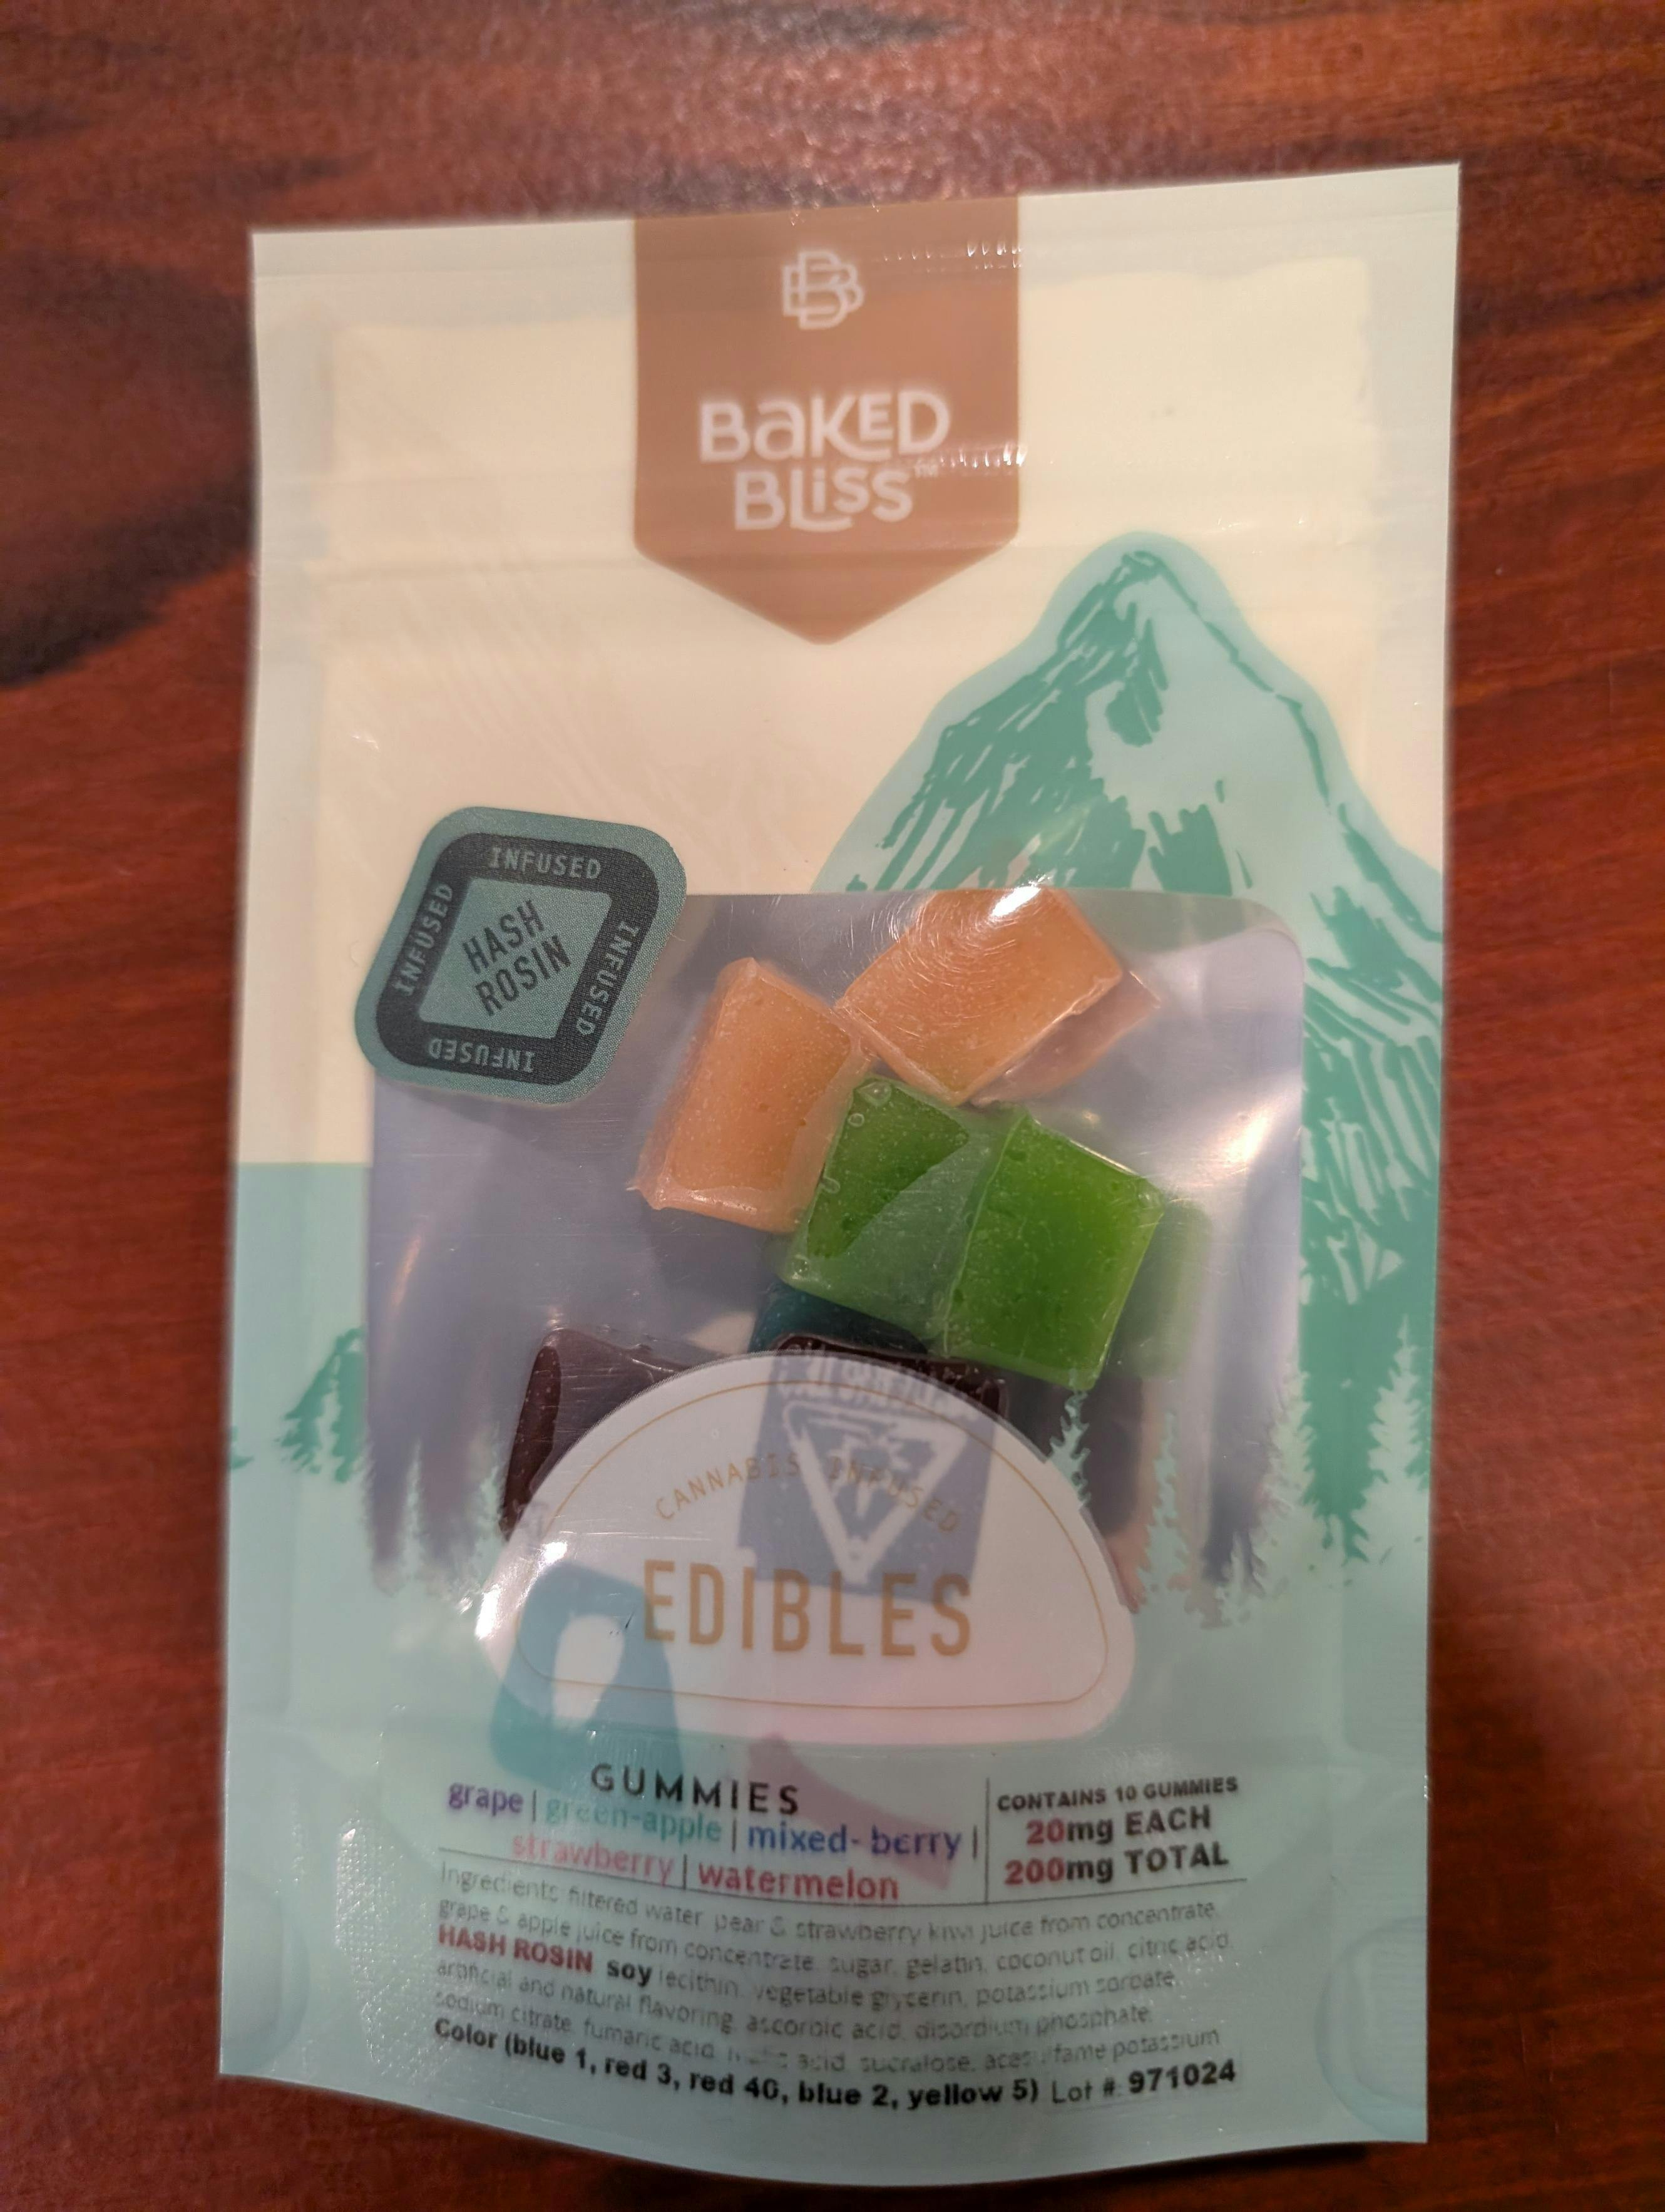 BB
BAKED
BLISS™
INFUSED
INFUSED
HASH
ROSIN
INFUSED
INFUSED
CANNABIS INFUSED
EDIBLES
GUMMIES
grape | green-apple | mixed- berry |
strawberry | watermelon
CONTAINS 10 GUMMIES
20mg EACH
200mg TOTAL
Ingredients: filtered water, pear & strawberry kiwi juice from concentrate,
grape & apple juice from concentrate, sugar, gelatin, coconut oil, citric acid,
HASH ROSIN soy lecithin, vegetable glycerin, potassium sorbate,
artificial and natural flavoring, ascorbic acid, disordium phosphate,
sodium citrate, fumaric acid, acid, sucralose, acesulfame potassium
Color (blue 1, red 3, red 40, blue 2, yellow 5) Lot #: 971024